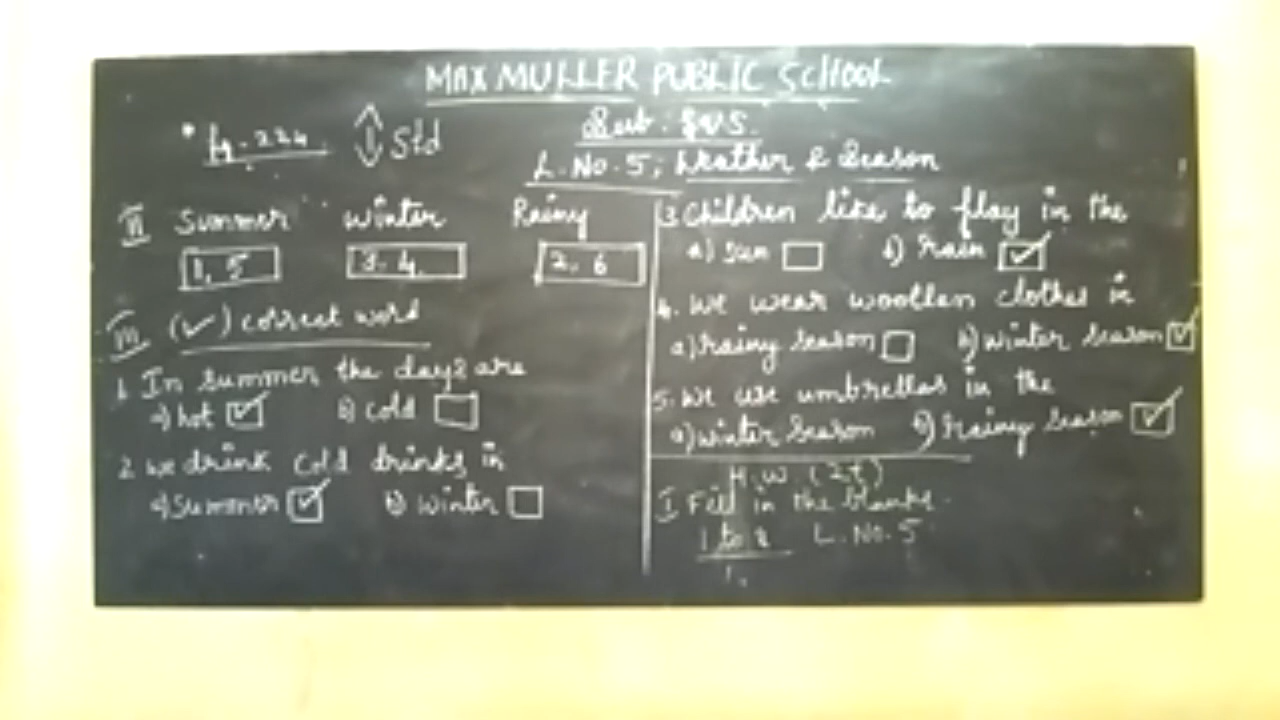 MAX MULLER PUBLIC SCHOOL
I Std
Sub: EVS.
L.No.5; Weather & Season
II Summer Winter Rainy
1, 5 3. 4. 2. 6
III (✓) correct word
1. In summer the days are
a) hot ☑ b) cold ☐
2. We drink cold drinks in
a) Summer ☑ b) winter ☐
3. Children like to play in the
a) Sun ☐ b) rain ☑
4. We wear woollen clothes in
a) rainy season ☐ b) winter season ☑
5. We use umbrellas in the
a) winter season b) rainy season ☑
H.W (2t)
I Fill in the blanks.
1 to L.No.5
1.